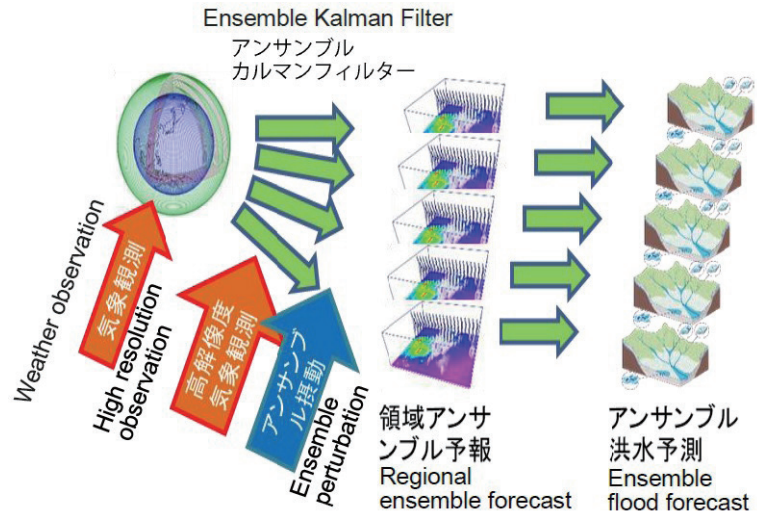 Ensemble Kalman Filter
アンサンブル
カルマンフィルター
Weather observation
気象観測
High resolution
observation
高解像度
気象観測
アンサンブ
ル摂動
Ensemble
perturbation
領域アンサ
ンブル予報
Regional
ensemble forecast
アンサンブル
洪水予測
Ensemble
flood forecast